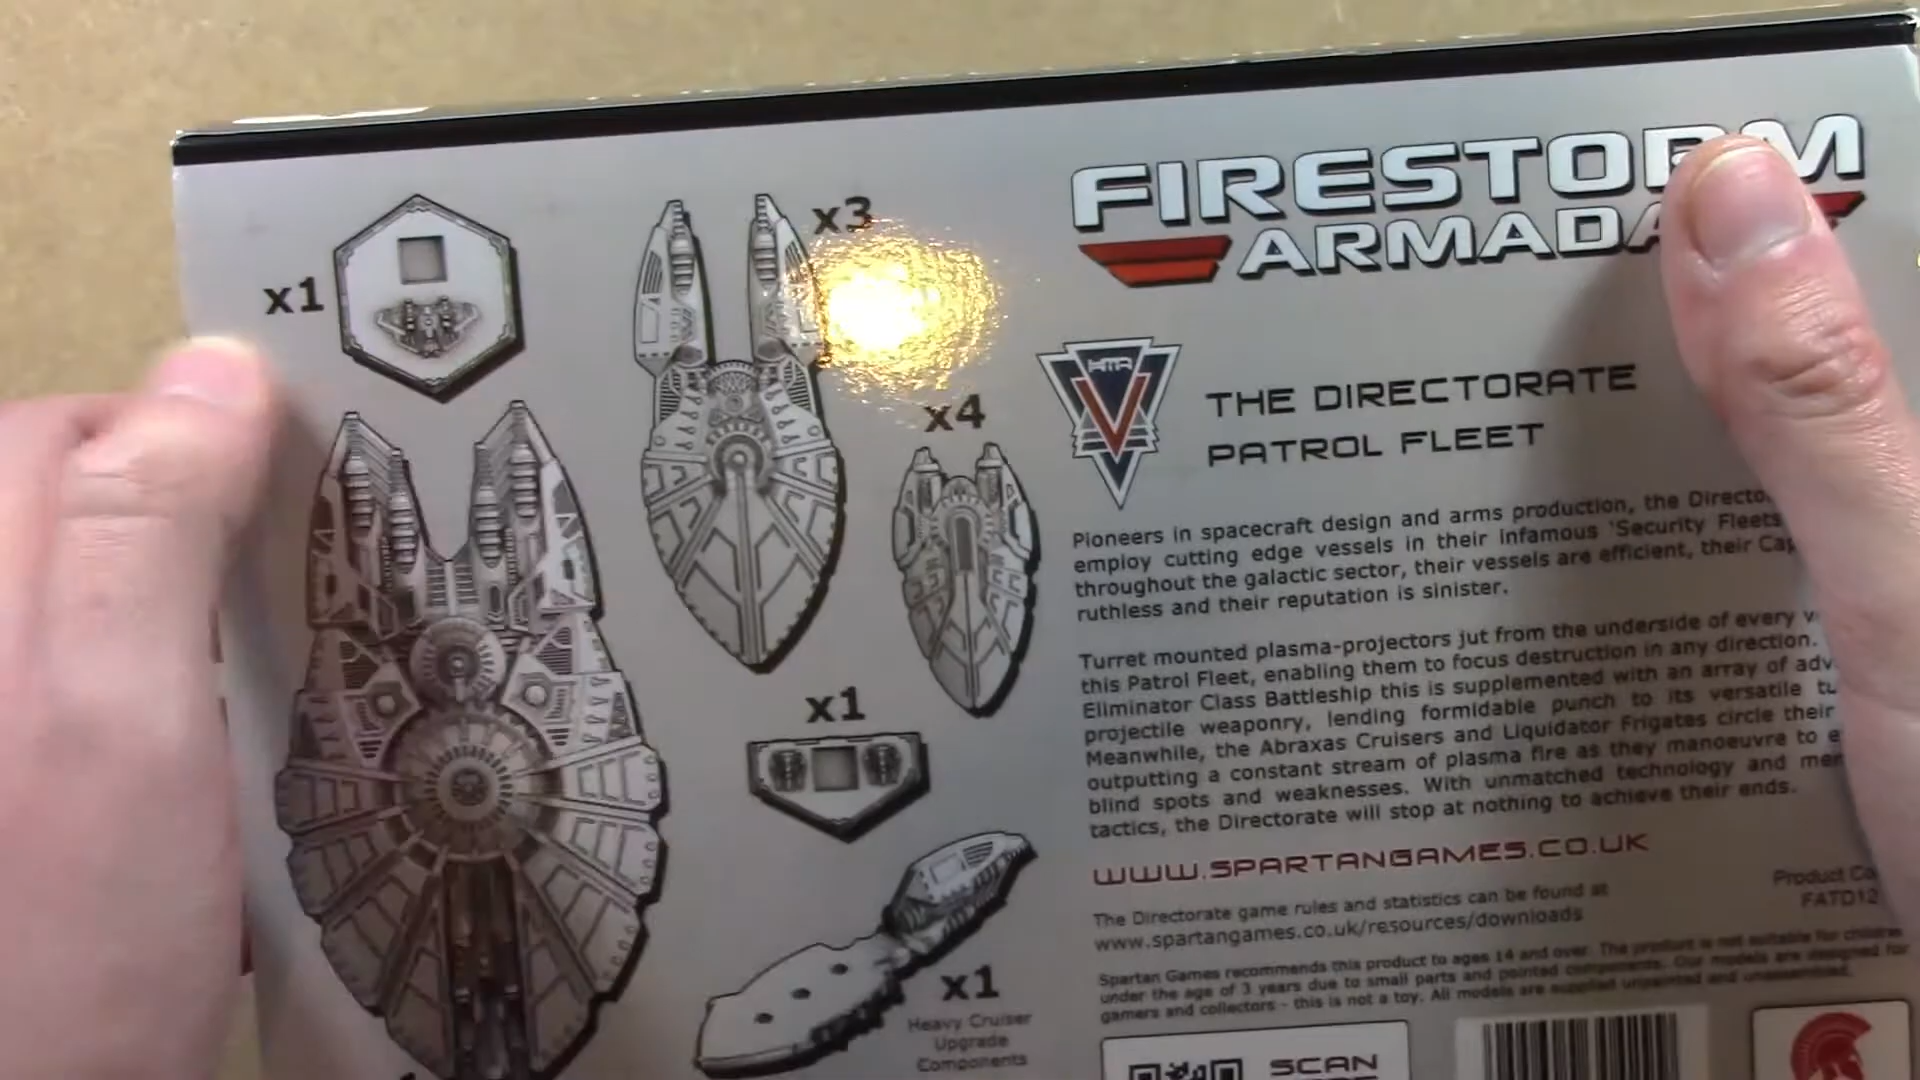 x1
x3
x4
x1
x1
Heavy Cruiser
Upgrade
Components
FIRESTORM
ARMADA
THE DIRECTORATE
PATROL FLEET
Pioneers in spacecraft design and arms production, the
employ cutting edge vessels in their infamous 'Security Fleets
throughout the galactic sector, their vessels are efficient, their
ruthless and their reputation is sinister.
Turret mounted plasma-projectors jut from the underside of every
this Patrol Fleet, enabling them to focus destruction in any direction.
Eliminator Class Battleship this is supplemented with an array of
projectile weaponry, lending formidable punch to its versatile
Meanwhile, the Abraxas Cruisers and Liquidator Frigates circle their
outputting a constant stream of plasma fire as they manoeuvre to
blind spots and weaknesses. With unmatched technology and
tactics, the Directorate will stop at nothing to achieve their ends.
WWW.SPARTANGAMES.CO.UK
The Directorate game rules and statistics can be found at
www.spartangames.co.uk/resources/downloads
Product
FATD12
Spartan Games recommends this product to ages 14 and over. The product is not suitable for children
under the age of 3 years due to small parts and pointed components. Our models are designed for
gamers and collectors - this is not a toy. All models are supplied unpainted and unassembled.
SCAN